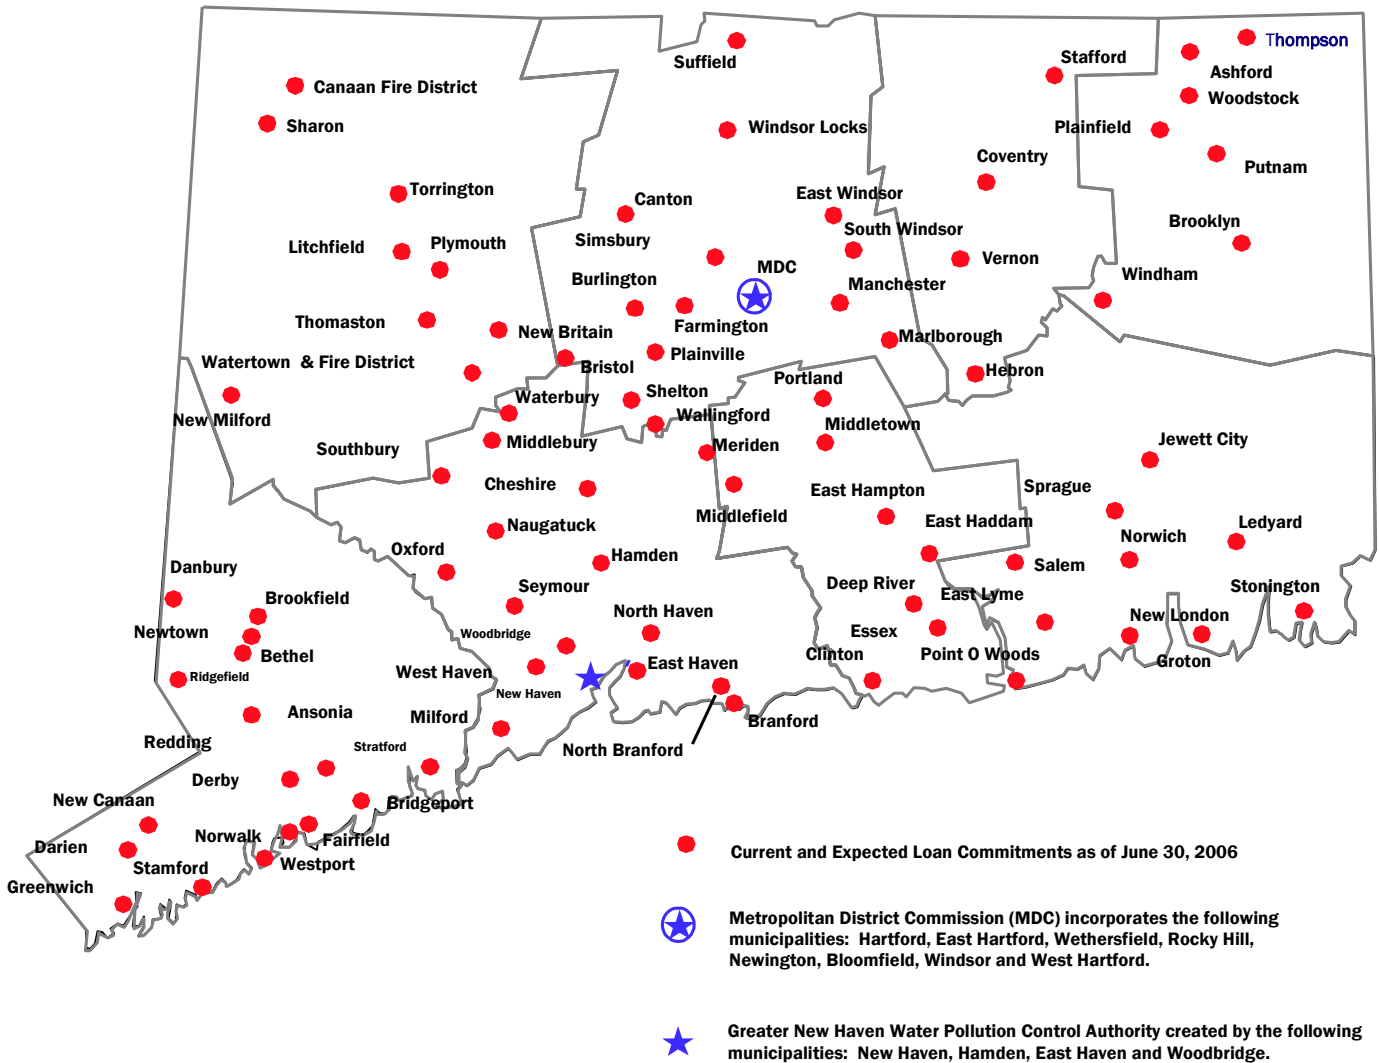 Thompson
Suffield
Stafford
Ashford
Canaan Fire District
Woodstock
Sharon
Windsor Locks
Plainfield
Coventry
Putnam
Torrington
Canton
East Windsor
Brooklyn
Litchfield
Plymouth
Simsbury
South Windsor
Vernon
MDC
Burlington
Windham
Manchester
Thomaston
New Britain
Farmington
Marlborough
Watertown & Fire District
Bristol
Plainville
Hebron
Portland
Waterbury
Shelton
New Milford
Wallingford
Middletown
Southbury
Middlebury
Meriden
Jewett City
Cheshire
East Hampton
Sprague
Naugatuck
Middlefield
East Haddam
Ledyard
Norwich
Oxford
Hamden
Salem
Danbury
Seymour
Deep River
East Lyme
Stonington
Brookfield
North Haven
New London
Newtown
Woodbridge
Essex
Bethel
Clinton
Point O Woods
Groton
Ridgefield
West Haven
East Haven
New Haven
Ansonia
Milford
Branford
Redding
Stratford
North Branford
Derby
New Canaan
Bridgeport
Norwalk
Fairfield
Darien
Stamford
Westport
Greenwich
Current and Expected Loan Commitments as of June 30, 2006
Metropolitan District Commission (MDC) incorporates the following
municipalities: Hartford, East Hartford, Wethersfield, Rocky Hill,
Newington, Bloomfield, Windsor and West Hartford.
Greater New Haven Water Pollution Control Authority created by the following
municipalities: New Haven, Hamden, East Haven and Woodbridge.